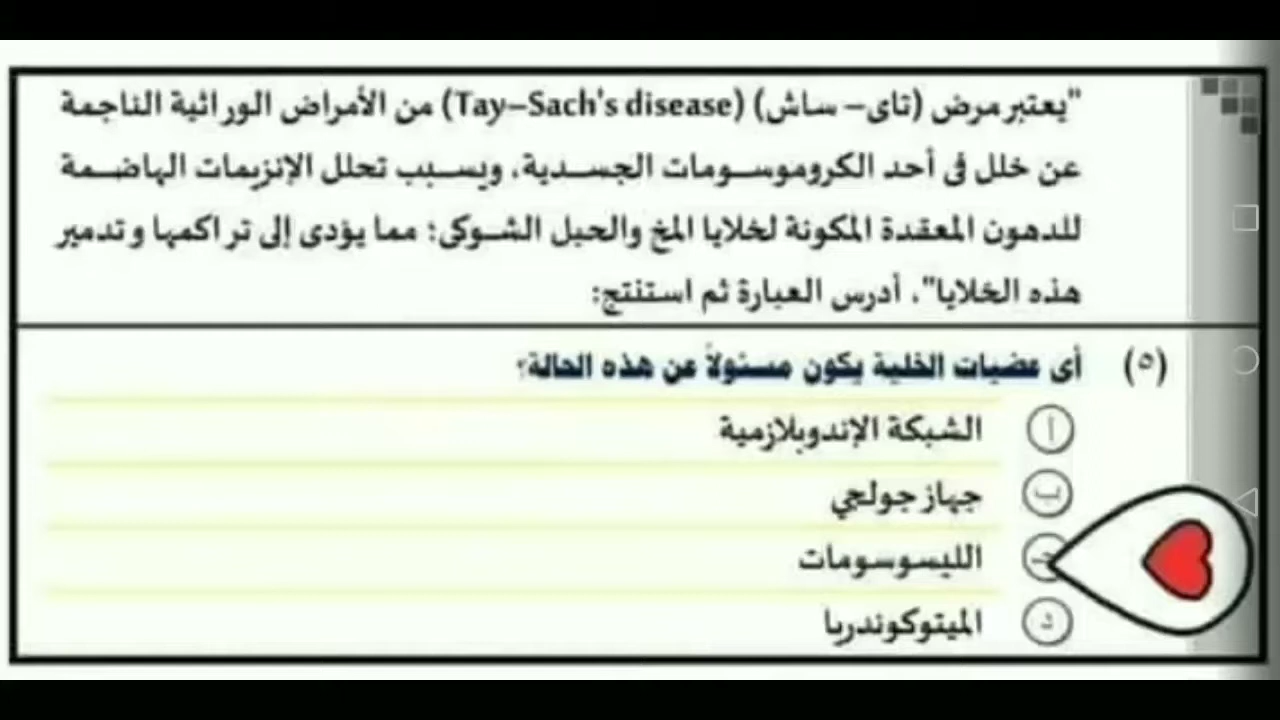 "يعتبر مرض (تاى– ساش) (Tay–Sach's disease) من الأمراض الوراثية الناجمة
عن خلل فى أحد الكروموسومات الجسدية، ويسبب تحلل الإنزيمات الهاضمة
للدهون المعقدة المكونة لخلايا المخ والحبل الشوكى؛ مما يؤدى إلى تراكمها وتدمير
هذه الخلايا"، أدرس العبارة ثم استنتج:
(٥) أى عضيات الخلية يكون مسئولاً عن هذه الحالة؟
أ الشبكة الإندوبلازمية
ب جهاز جولجي
جـ الليسوسومات
د الميتوكوندريا